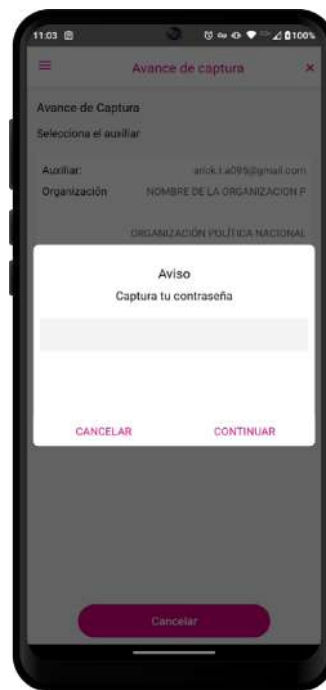 11:03
100%
Avance de captura
Avance de Captura
Selecciona el auxiliar
Auxiliar:
Organización NOMBRE DE LA ORGANIZACION P
ORGANIZACIÓN POLÍTICA NACIONAL
Aviso
Captura tu contraseña
CANCELAR CONTINUAR
Cancelar